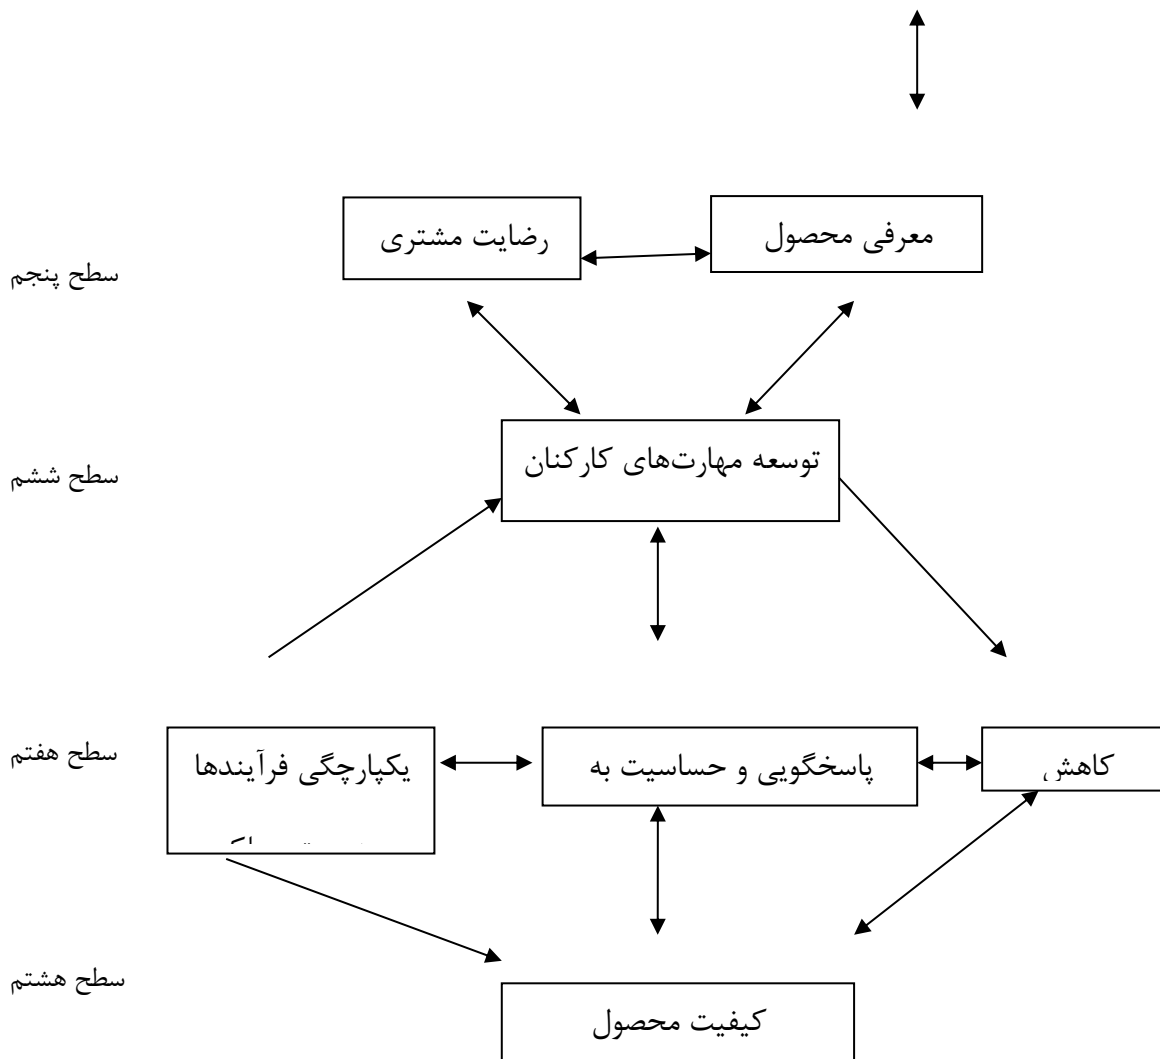 معرفی محصول
رضایت مشتری
سطح پنجم
توسعه مهارت‌های کارکنان
سطح ششم
کاهش
پاسخگویی و حساسیت به
یکپارچگی فرآیندها
سطح هفتم
سطح هشتم
کیفیت محصول